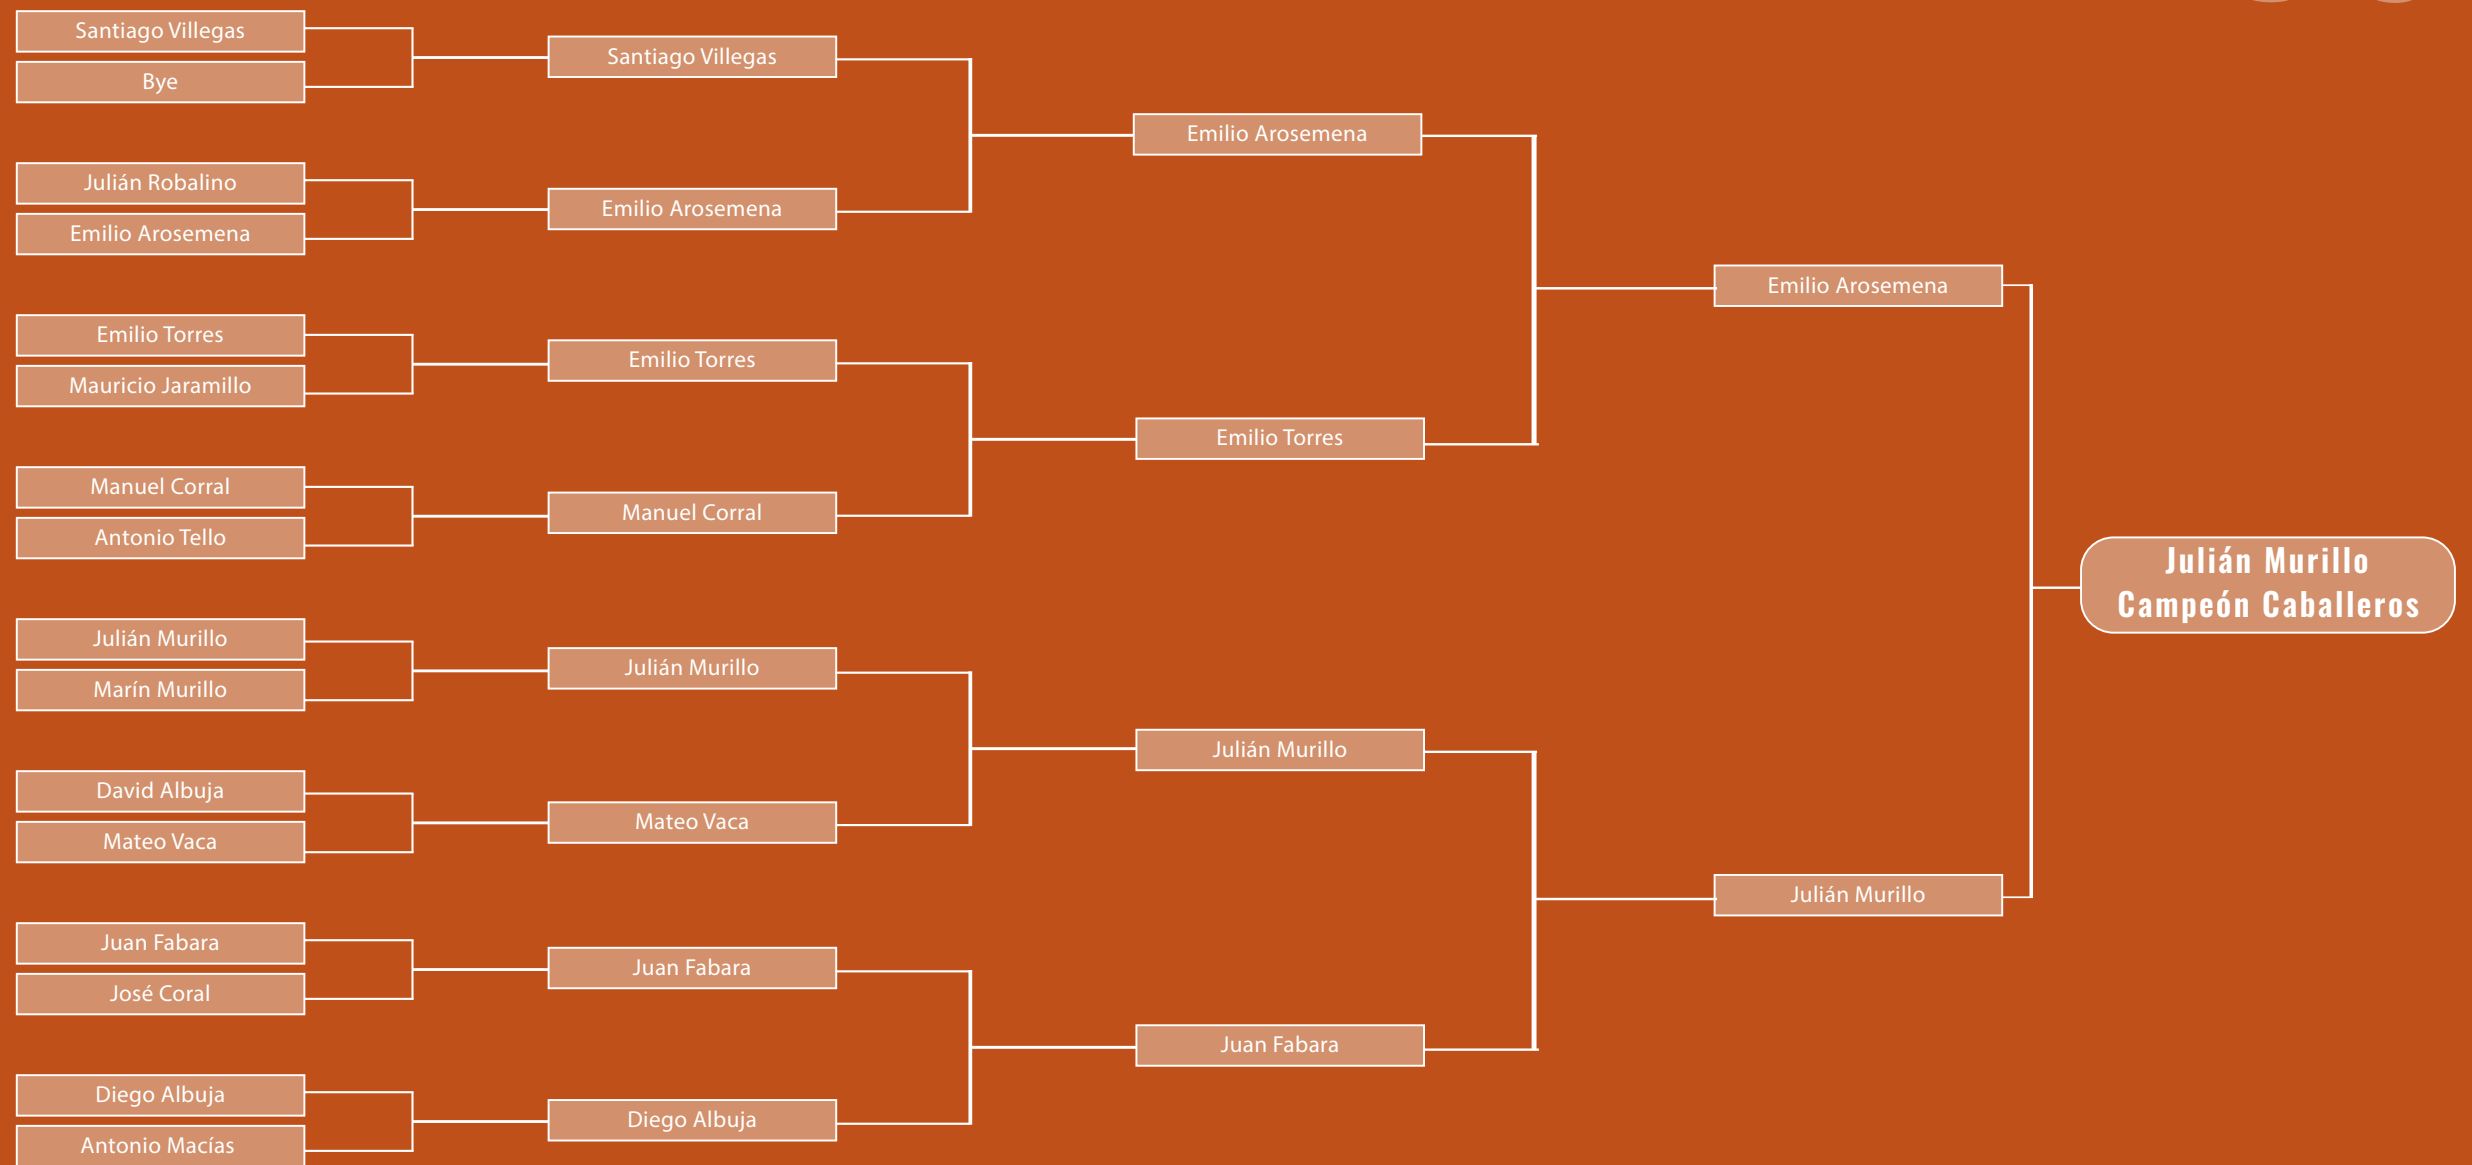 Santiago Villegas
Bye
Julián Robalino
Emilio Arosemena
Emilio Torres
Mauricio Jaramillo
Manuel Corral
Antonio Tello
Julián Murillo
Marín Murillo
David Albuja
Mateo Vaca
Juan Fabara
José Coral
Diego Albuja
Antonio Macías
Santiago Villegas
Emilio Arosemena
Emilio Torres
Manuel Corral
Julián Murillo
Mateo Vaca
Juan Fabara
Diego Albuja
Emilio Arosemena
Emilio Torres
Julián Murillo
Juan Fabara
Emilio Arosemena
Julián Murillo
Julián Murillo
Campeón Caballeros